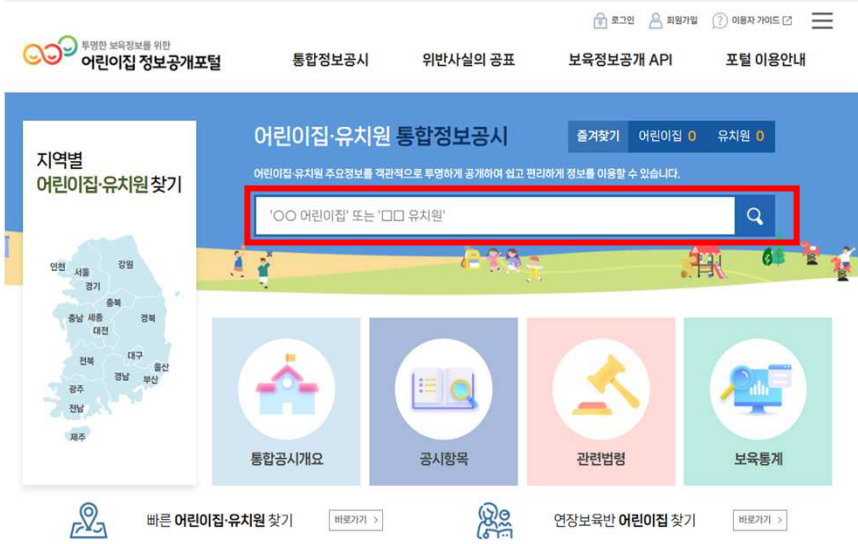 로그인 회원가입 이용자 가이드
투명한 보육정보를 위한
어린이집 정보공개포털
통합정보공시 위반사실의 공표 보육정보공개 API 포털 이용안내
지역별
어린이집·유치원 찾기
어린이집·유치원 통합정보공시
즐겨찾기 어린이집 0 유치원 0
어린이집·유치원 주요정보를 객관적으로 투명하게 공개하여 쉽고 편리하게 정보를 이용할 수 있습니다.
'○○ 어린이집' 또는 '□□ 유치원'
인천 서울 강원
경기
충북
충남 세종 경북
대전
전북 대구 울산
경남 부산
광주
전남
제주
통합공시개요 공시항목 관련법령 보육통계
빠른 어린이집·유치원 찾기 바로가기 >
연장보육반 어린이집 찾기 바로가기 >